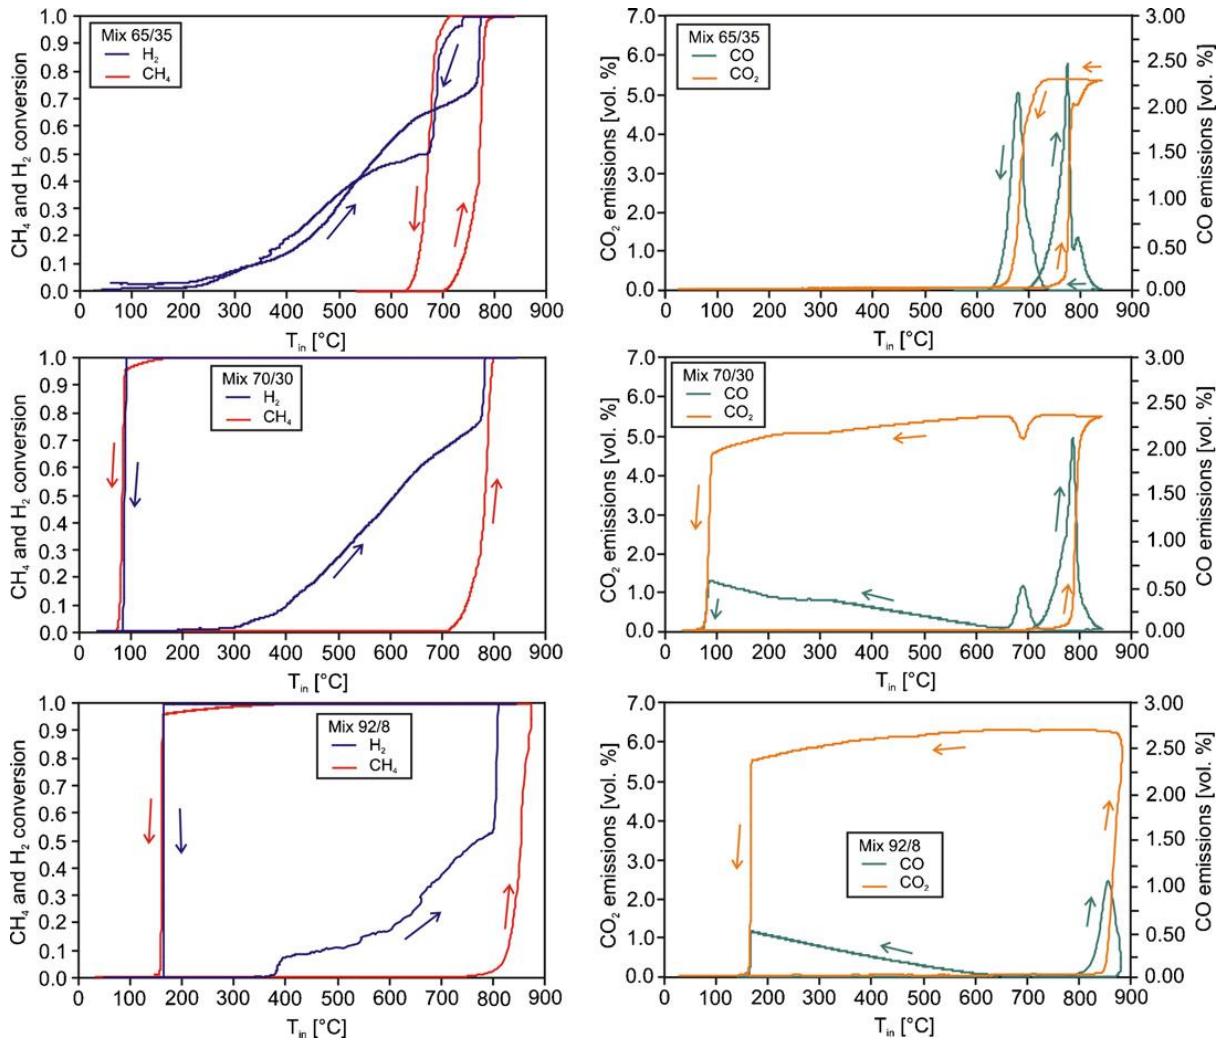 Mix 65/35
H₂
CH₄
CH₄ and H₂ conversion
1.0
0.9
0.8
0.7
0.6
0.5
0.4
0.3
0.2
0.1
0.0
0 100 200 300 400 500 600 700 800 900
T_in [°C]
Mix 65/35
CO
CO₂
CO₂ emissions [vol. %]
7.0
6.0
5.0
4.0
3.0
2.0
1.0
0.0
3.00
2.50
2.00
1.50
1.00
0.50
0.00
CO emissions [vol. %]
0 100 200 300 400 500 600 700 800 900
T_in [°C]
Mix 70/30
H₂
CH₄
CH₄ and H₂ conversion
1.0
0.9
0.8
0.7
0.6
0.5
0.4
0.3
0.2
0.1
0.0
0 100 200 300 400 500 600 700 800 900
T_in [°C]
Mix 70/30
CO
CO₂
CO₂ emissions [vol. %]
7.0
6.0
5.0
4.0
3.0
2.0
1.0
0.0
3.00
2.50
2.00
1.50
1.00
0.50
0.00
CO emissions [vol. %]
0 100 200 300 400 500 600 700 800 900
T_in [°C]
Mix 92/8
H₂
CH₄
CH₄ and H₂ conversion
1.0
0.9
0.8
0.7
0.6
0.5
0.4
0.3
0.2
0.1
0.0
0 100 200 300 400 500 600 700 800 900
T_in [°C]
Mix 92/8
CO
CO₂
CO₂ emissions [vol. %]
7.0
6.0
5.0
4.0
3.0
2.0
1.0
0.0
3.00
2.50
2.00
1.50
1.00
0.50
0.00
CO emissions [vol. %]
0 100 200 300 400 500 600 700 800 900
T_in [°C]